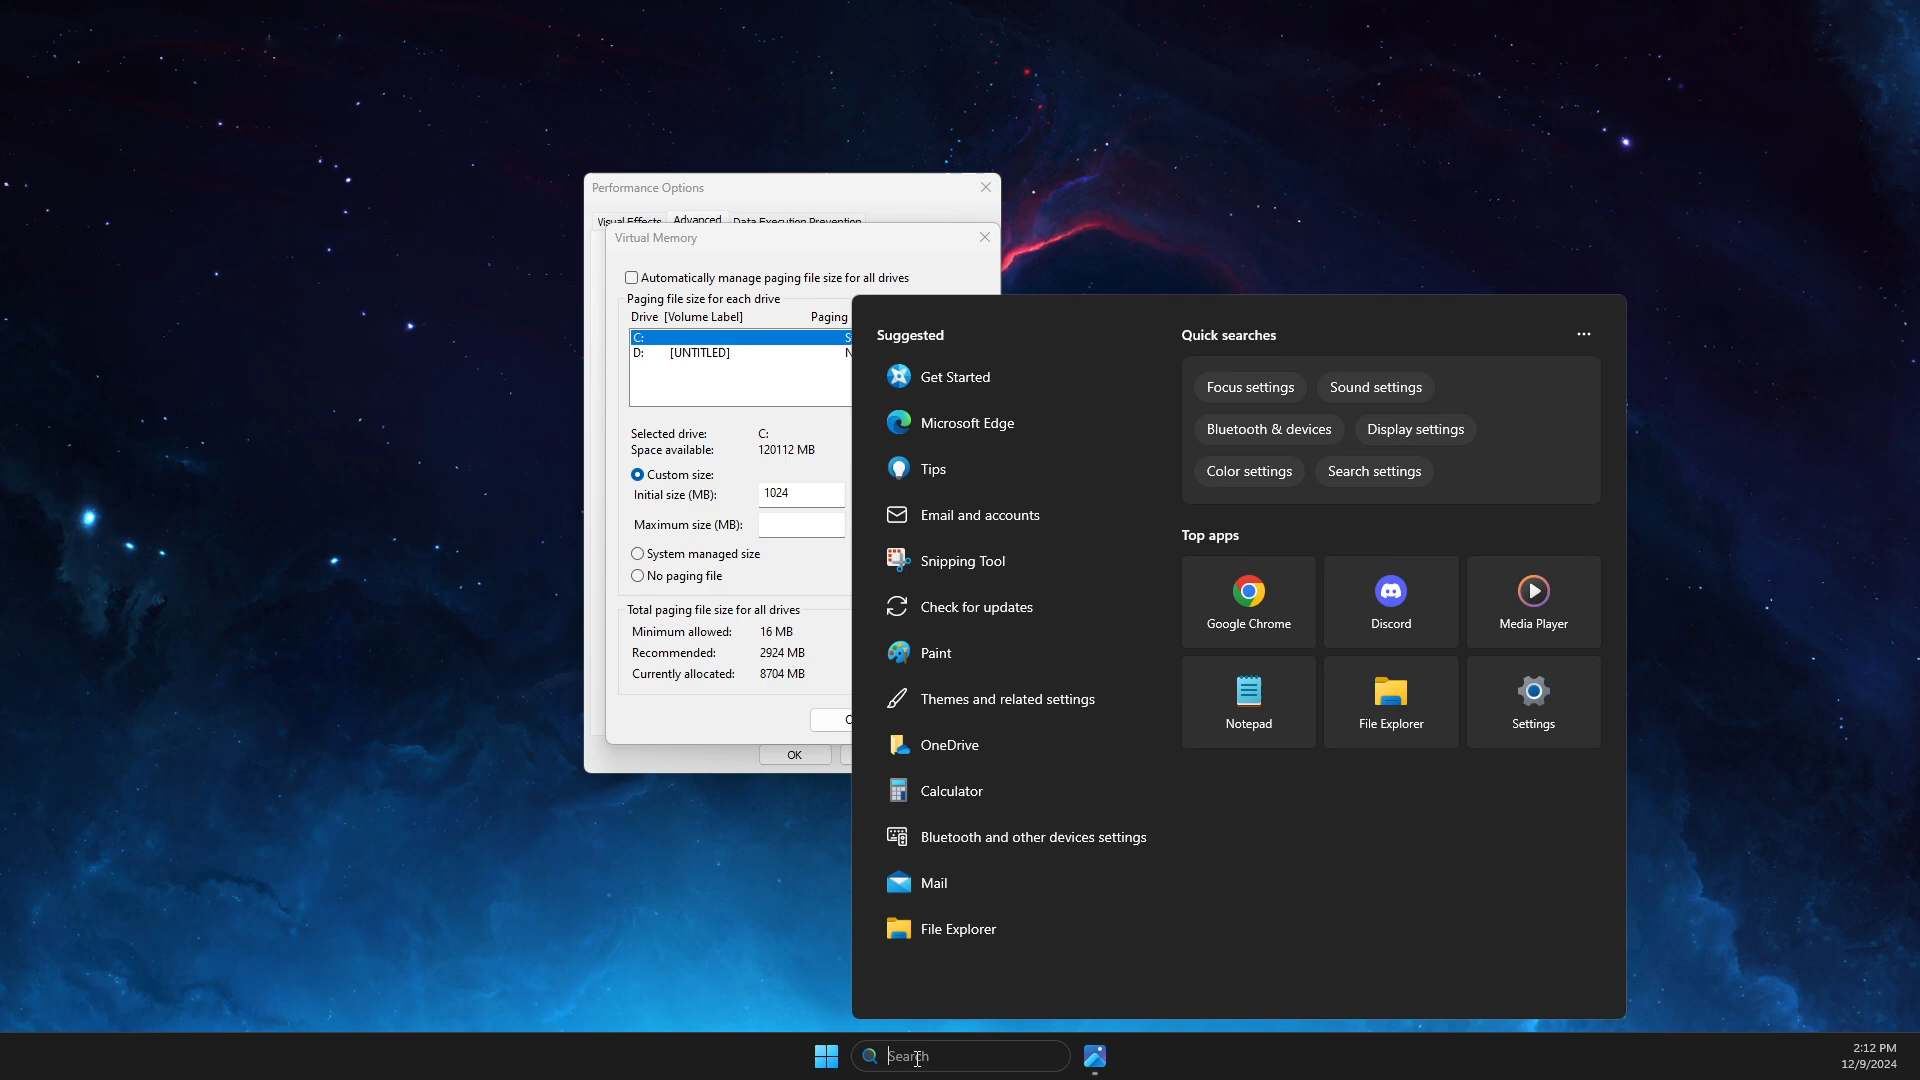 Performance Options
Visual Effects Advanced Data Execution Prevention
Virtual Memory
Automatically manage paging file size for all drives
Paging file size for each drive
Drive [Volume Label] Paging
C: S
D: [UNTITLED] N
Selected drive: C:
Space available: 120112 MB
Custom size:
Initial size (MB): 1024
Maximum size (MB):
System managed size
No paging file
Total paging file size for all drives
Minimum allowed: 16 MB
Recommended: 2924 MB
Currently allocated: 8704 MB
O
OK
Suggested
Get Started
Microsoft Edge
Tips
Email and accounts
Snipping Tool
Check for updates
Paint
Themes and related settings
OneDrive
Calculator
Bluetooth and other devices settings
Mail
File Explorer
Quick searches
Focus settings Sound settings
Bluetooth & devices Display settings
Color settings Search settings
Top apps
Google Chrome Discord Media Player
Notepad File Explorer Settings
Search
2:12 PM
12/9/2024